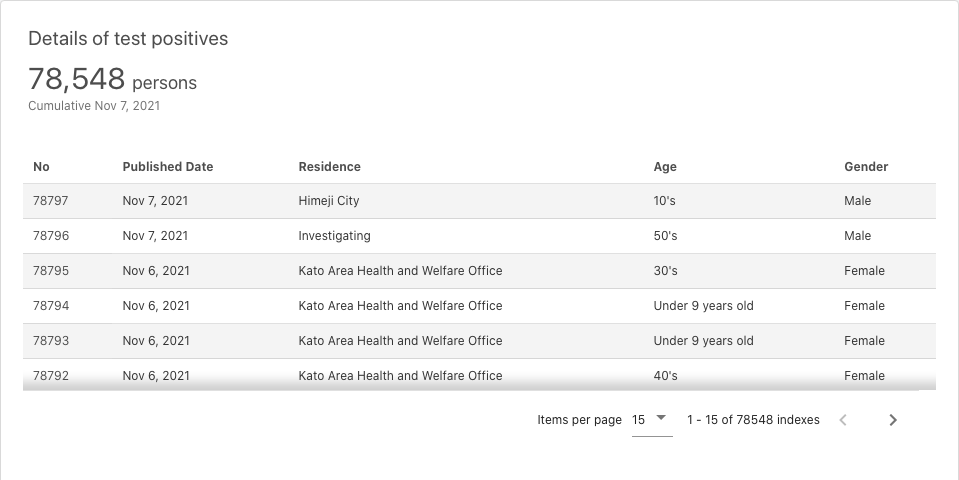 Details of test positives
78,548 persons
Cumulative Nov 7, 2021
No Published Date Residence Age Gender
78797 Nov 7, 2021 Himeji City 10's Male
78796 Nov 7, 2021 Investigating 50's Male
78795 Nov 6, 2021 Kato Area Health and Welfare Office 30's Female
78794 Nov 6, 2021 Kato Area Health and Welfare Office Under 9 years old Female
78793 Nov 6, 2021 Kato Area Health and Welfare Office Under 9 years old Female
78792 Nov 6, 2021 Kato Area Health and Welfare Office 40's Female
Items per page 15 1 - 15 of 78548 indexes